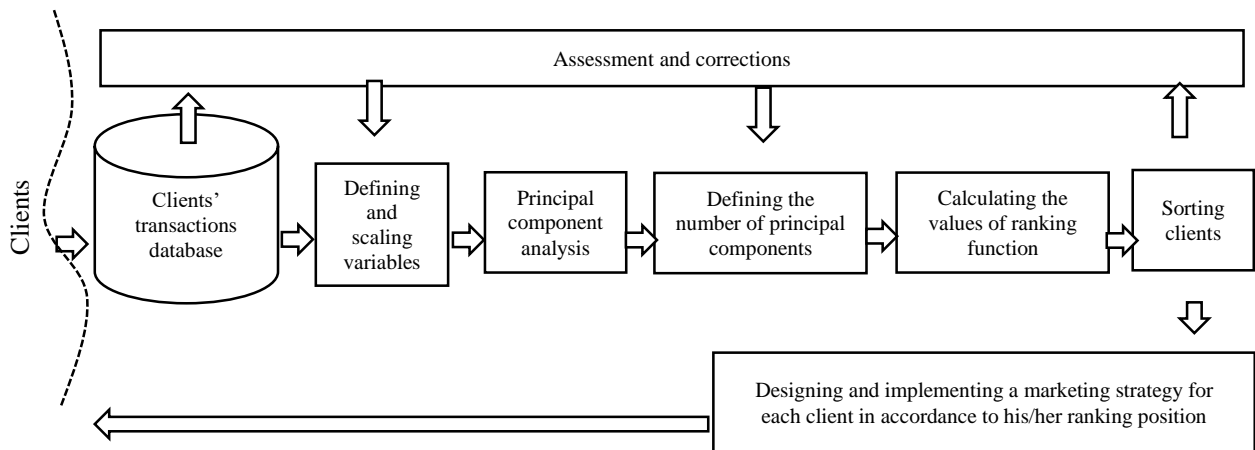 Assessment and corrections
Clients
Clients’
transactions
database
Defining
and
scaling
variables
Principal
component
analysis
Defining the
number of principal
components
Calculating the
values of ranking
function
Sorting
clients
Designing and implementing a marketing strategy for
each client in accordance to his/her ranking position